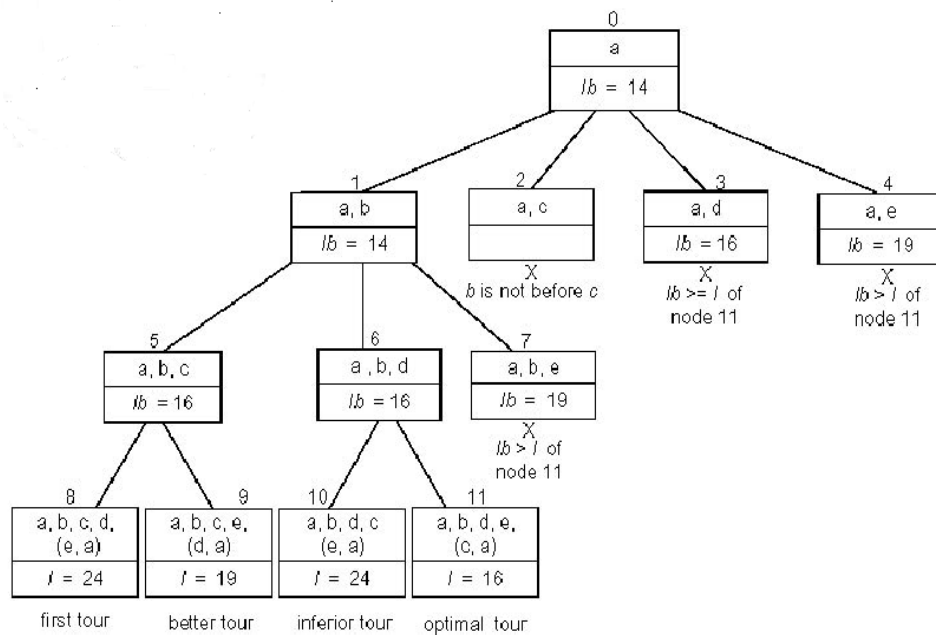 0
a
lb = 14
1
a, b
lb = 14
2
a, c
X
b is not before c
3
a, d
lb = 16
X
lb >= l of
node 11
4
a, e
lb = 19
X
lb > l of
node 11
5
a, b, c
lb = 16
6
a , b, d
lb = 16
7
a, b, e
lb = 19
X
lb > l of
node 11
8
a, b, c, d,
(e, a)
l = 24
first tour
9
a, b, c, e,
(d, a)
l = 19
better tour
10
a, b, d, c
(e, a)
l = 24
inferior tour
11
a, b, d, e,
(c, a)
l = 16
optimal tour